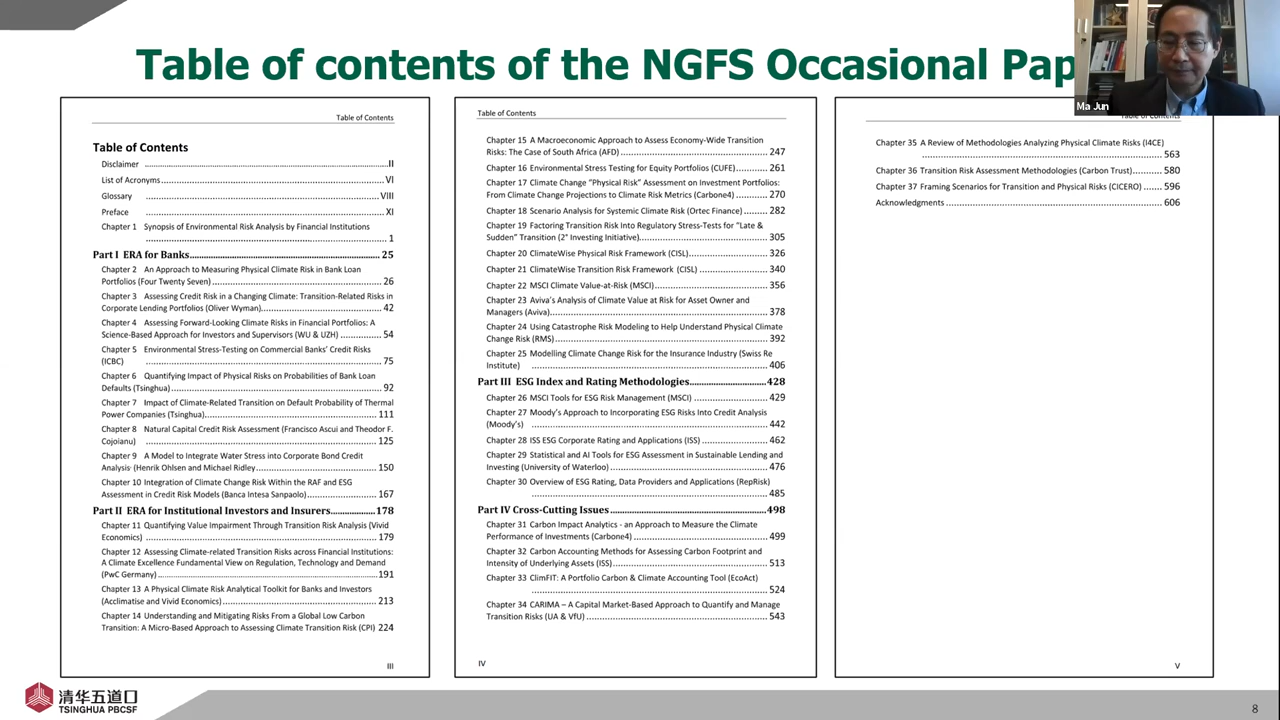 Table of contents of the NGFS Occasional Pap
Ma Jun
Table of Contents
Table of Contents
Disclaimer ........ II
List of Acronyms ........ VI
Glossary ........ VIII
Preface ........ XI
Chapter 1 Synopsis of Environmental Risk Analysis by Financial Institutions
........ 1
Part I ERA for Banks ........ 25
Chapter 2 An Approach to Measuring Physical Climate Risk in Bank Loan
Portfolios (Four Twenty Seven) ........ 26
Chapter 3 Assessing Credit Risk in a Changing Climate: Transition-Related Risks in
Corporate Lending Portfolios (Oliver Wyman) ........ 42
Chapter 4 Assessing Forward-Looking Climate Risks in Financial Portfolios: A
Science-Based Approach for Investors and Supervisors (WU & UZH) ........ 54
Chapter 5 Environmental Stress-Testing on Commercial Banks' Credit Risks
(ICBC) ........ 75
Chapter 6 Quantifying Impact of Physical Risks on Probabilities of Bank Loan
Defaults (Tsinghua) ........ 92
Chapter 7 Impact of Climate-Related Transition on Default Probability of Thermal
Power Companies (Tsinghua) ........ 111
Chapter 8 Natural Capital Credit Risk Assessment (Francisco Ascui and Theodor F.
Cojoianu) ........ 125
Chapter 9 A Model to Integrate Water Stress into Corporate Bond Credit
Analysis (Henrik Ohlsen and Michael Ridley ........ 150
Chapter 10 Integration of Climate Change Risk Within the RAF and ESG
Assessment in Credit Risk Models (Banca Intesa Sanpaolo) ........ 167
Part II ERA for Institutional Investors and Insurers ........ 178
Chapter 11 Quantifying Value Impairment Through Transition Risk Analysis (Vivid
Economics) ........ 179
Chapter 12 Assessing Climate-related Transition Risks across Financial Institutions:
A Climate Excellence Fundamental View on Regulation, Technology and Demand
(PwC Germany) ........ 191
Chapter 13 A Physical Climate Risk Analytical Toolkit for Banks and Investors
(Acclimatise and Vivid Economics) ........ 213
Chapter 14 Understanding and Mitigating Risks From a Global Low Carbon
Transition: A Micro-Based Approach to Assessing Climate Transition Risk (CPI) 224
III
Table of Contents
Chapter 15 A Macroeconomic Approach to Assess Economy-Wide Transition
Risks: The Case of South Africa (AFD) ........ 247
Chapter 16 Environmental Stress Testing for Equity Portfolios (CUFE) ........ 261
Chapter 17 Climate Change "Physical Risk" Assessment on Investment Portfolios:
From Climate Change Projections to Climate Risk Metrics (Carbone4) ........ 270
Chapter 18 Scenario Analysis for Systemic Climate Risk (Ortec Finance) ........ 282
Chapter 19 Factoring Transition Risk Into Regulatory Stress-Tests for "Late &
Sudden" Transition (2° Investing Initiative) ........ 305
Chapter 20 ClimateWise Physical Risk Framework (CISL) ........ 326
Chapter 21 ClimateWise Transition Risk Framework (CISL) ........ 340
Chapter 22 MSCI Climate Value-at-Risk (MSCI) ........ 356
Chapter 23 Aviva's Analysis of Climate Value at Risk for Asset Owner and
Managers (Aviva) ........ 378
Chapter 24 Using Catastrophe Risk Modeling to Help Understand Physical Climate
Change Risk (RMS) ........ 392
Chapter 25 Modelling Climate Change Risk for the Insurance Industry (Swiss Re
Institute) ........ 406
Part III ESG Index and Rating Methodologies ........ 428
Chapter 26 MSCI Tools for ESG Risk Management (MSCI) ........ 429
Chapter 27 Moody's Approach to Incorporating ESG Risks Into Credit Analysis
(Moody's) ........ 442
Chapter 28 ISS ESG Corporate Rating and Applications (ISS) ........ 462
Chapter 29 Statistical and AI Tools for ESG Assessment in Sustainable Lending and
Investing (University of Waterloo) ........ 476
Chapter 30 Overview of ESG Rating, Data Providers and Applications (RepRisk)
........ 485
Part IV Cross-Cutting Issues ........ 498
Chapter 31 Carbon Impact Analytics - an Approach to Measure the Climate
Performance of Investments (Carbone4) ........ 499
Chapter 32 Carbon Accounting Methods for Assessing Carbon Footprint and
Intensity of Underlying Assets (ISS) ........ 513
Chapter 33 ClimFIT: A Portfolio Carbon & Climate Accounting Tool (EcoAct)
........ 524
Chapter 34 CARIMA – A Capital Market-Based Approach to Quantify and Manage
Transition Risks (UA & VfU) ........ 543
IV
Table of Contents
Chapter 35 A Review of Methodologies Analyzing Physical Climate Risks (I4CE)
........ 563
Chapter 36 Transition Risk Assessment Methodologies (Carbon Trust) ........ 580
Chapter 37 Framing Scenarios for Transition and Physical Risks (CICERO) ........ 596
Acknowledgments ........ 606
V
清华五道口
TSINGHUA PBCSF
8